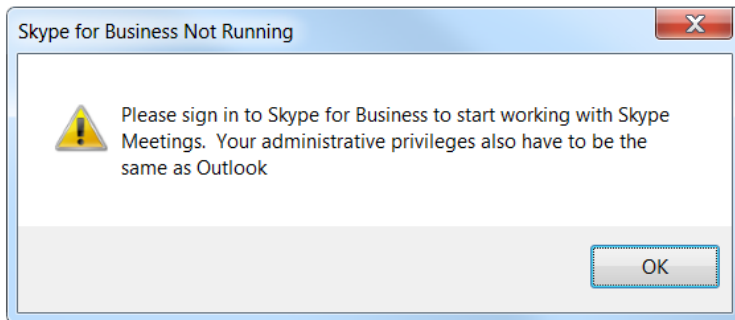 Skype for Business Not Running
Please sign in to Skype for Business to start working with Skype
Meetings.  Your administrative privileges also have to be the
same as Outlook
OK